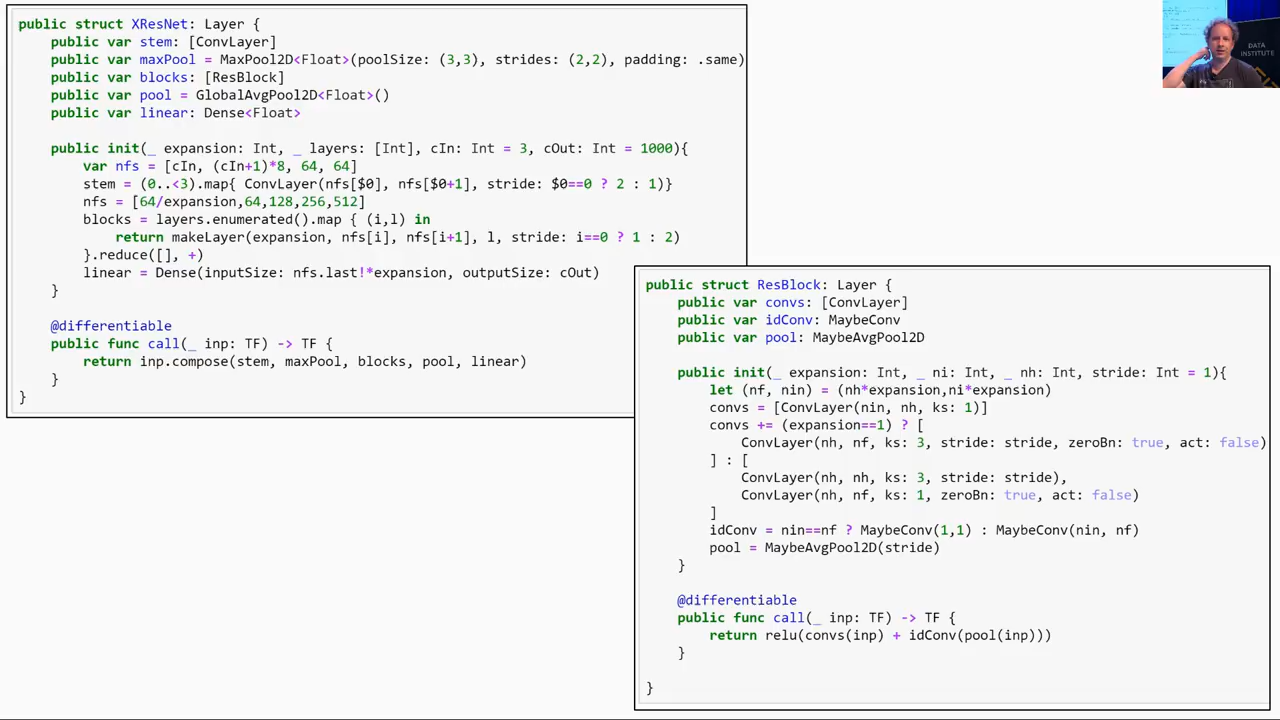 public struct XResNet: Layer {
    public var stem: [ConvLayer]
    public var maxPool = MaxPool2D<Float>(poolSize: (3,3), strides: (2,2), padding: .same)
    public var blocks: [ResBlock]
    public var pool = GlobalAvgPool2D<Float>()
    public var linear: Dense<Float>
    public init(_ expansion: Int, _ layers: [Int], cIn: Int = 3, cOut: Int = 1000){
        var nfs = [cIn, (cIn+1)*8, 64, 64]
        stem = (0..<3).map{ ConvLayer(nfs[$0], nfs[$0+1], stride: $0==0 ? 2 : 1)}
        nfs = [64/expansion,64,128,256,512]
        blocks = layers.enumerated().map { (i,l) in
            return makeLayer(expansion, nfs[i], nfs[i+1], l, stride: i==0 ? 1 : 2)
        }.reduce([], +)
        linear = Dense(inputSize: nfs.last!*expansion, outputSize: cOut)
    }
    @differentiable
    public func call(_ inp: TF) -> TF {
        return inp.compose(stem, maxPool, blocks, pool, linear)
    }
}
public struct ResBlock: Layer {
    public var convs: [ConvLayer]
    public var idConv: MaybeConv
    public var pool: MaybeAvgPool2D
    public init(_ expansion: Int, _ ni: Int, _ nh: Int, stride: Int = 1){
        let (nf, nin) = (nh*expansion,ni*expansion)
        convs = [ConvLayer(nin, nh, ks: 1)]
        convs += (expansion==1) ? [
            ConvLayer(nh, nf, ks: 3, stride: stride, zeroBn: true, act: false)
        ] : [
            ConvLayer(nh, nh, ks: 3, stride: stride),
            ConvLayer(nh, nf, ks: 1, zeroBn: true, act: false)
        ]
        idConv = nin==nf ? MaybeConv(1,1) : MaybeConv(nin, nf)
        pool = MaybeAvgPool2D(stride)
    }
    @differentiable
    public func call(_ inp: TF) -> TF {
        return relu(convs(inp) + idConv(pool(inp)))
    }
}
DATA
INSTITUTE